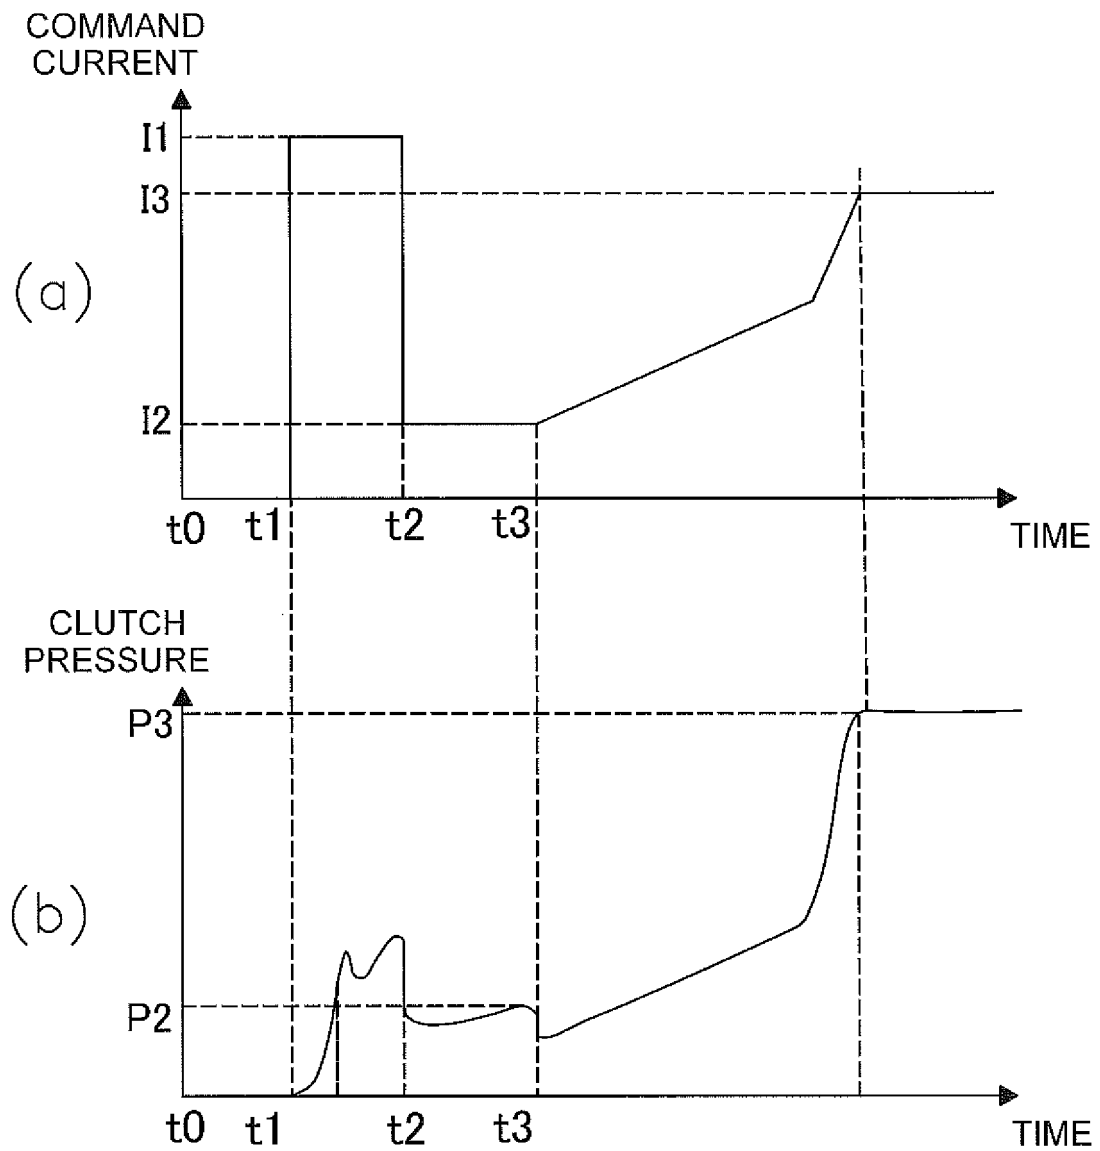 COMMAND
CURRENT
I1
I3
(a)
I2
t0 t1 t2 t3
TIME
CLUTCH
PRESSURE
P3
(b)
P2
t0 t1 t2 t3
TIME